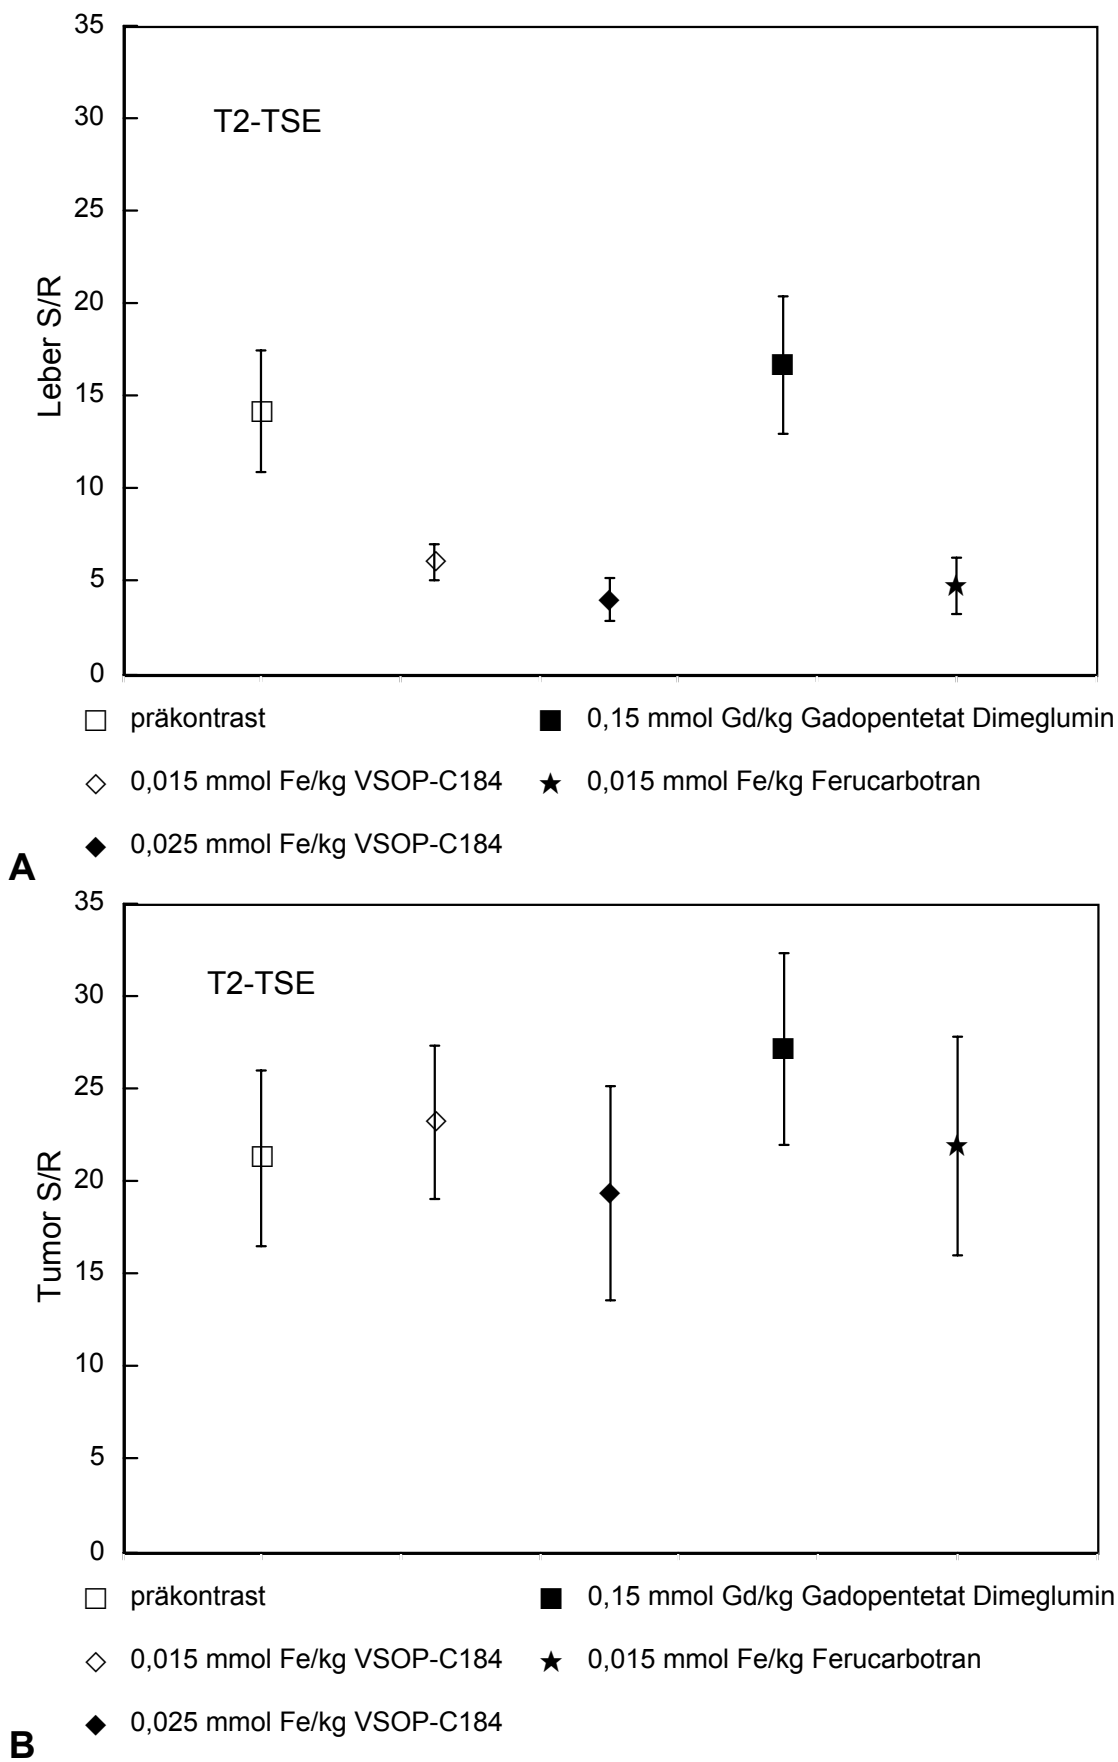 35
T2-TSE
30
25
20
Leber S/R
15
10
5
0
präkontrast
0,15 mmol Gd/kg Gadopentetat Dimeglumin
0,015 mmol Fe/kg VSOP-C184
0,015 mmol Fe/kg Ferucarbotran
0,025 mmol Fe/kg VSOP-C184
A
35
T2-TSE
30
25
20
Tumor S/R
15
10
5
0
präkontrast
0,15 mmol Gd/kg Gadopentetat Dimeglumin
0,015 mmol Fe/kg VSOP-C184
0,015 mmol Fe/kg Ferucarbotran
0,025 mmol Fe/kg VSOP-C184
B